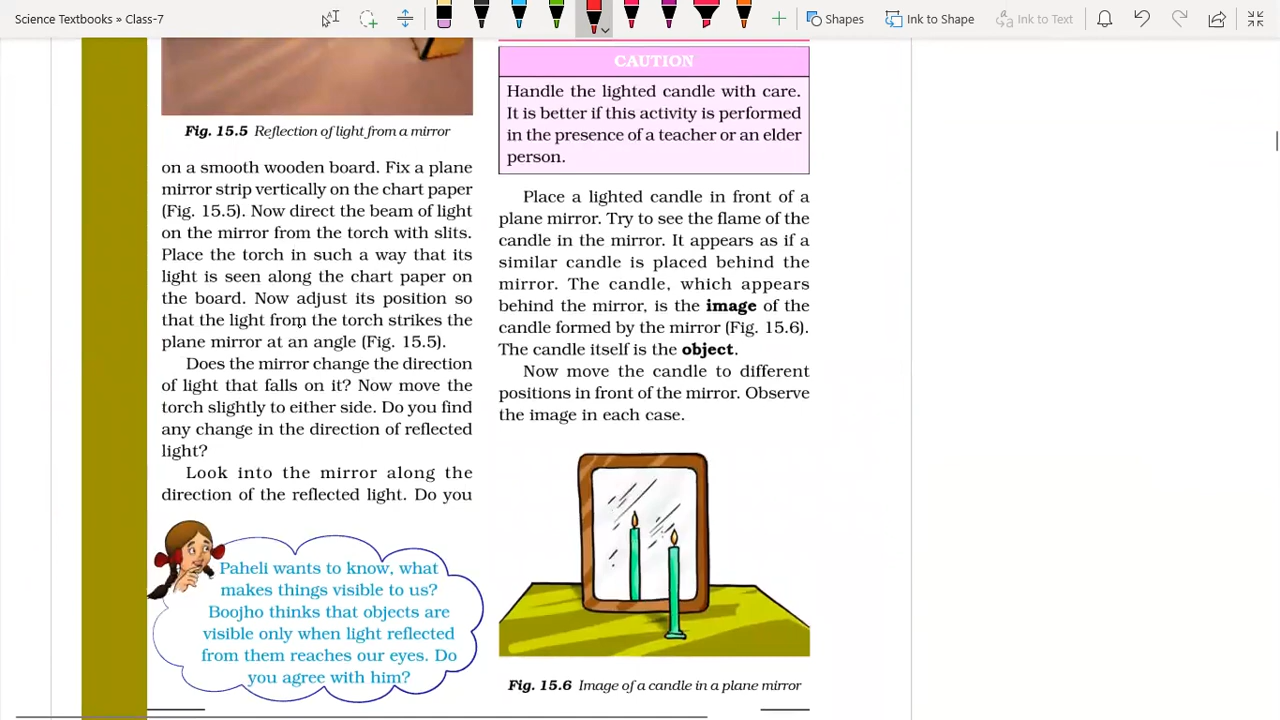 Science Textbooks » Class-7
Shapes
Ink to Shape
Ink to Text
Fig. 15.5 Reflection of light from a mirror
on a smooth wooden board. Fix a plane
mirror strip vertically on the chart paper
(Fig. 15.5). Now direct the beam of light
on the mirror from the torch with slits.
Place the torch in such a way that its
light is seen along the chart paper on
the board. Now adjust its position so
that the light from the torch strikes the
plane mirror at an angle (Fig. 15.5).
Does the mirror change the direction
of light that falls on it? Now move the
torch slightly to either side. Do you find
any change in the direction of reflected
light?
Look into the mirror along the
direction of the reflected light. Do you
Paheli wants to know, what
makes things visible to us?
Boojho thinks that objects are
visible only when light reflected
from them reaches our eyes. Do
you agree with him?
CAUTION
Handle the lighted candle with care.
It is better if this activity is performed
in the presence of a teacher or an elder
person.
Place a lighted candle in front of a
plane mirror. Try to see the flame of the
candle in the mirror. It appears as if a
similar candle is placed behind the
mirror. The candle, which appears
behind the mirror, is the image of the
candle formed by the mirror (Fig. 15.6).
The candle itself is the object.
Now move the candle to different
positions in front of the mirror. Observe
the image in each case.
Fig. 15.6 Image of a candle in a plane mirror